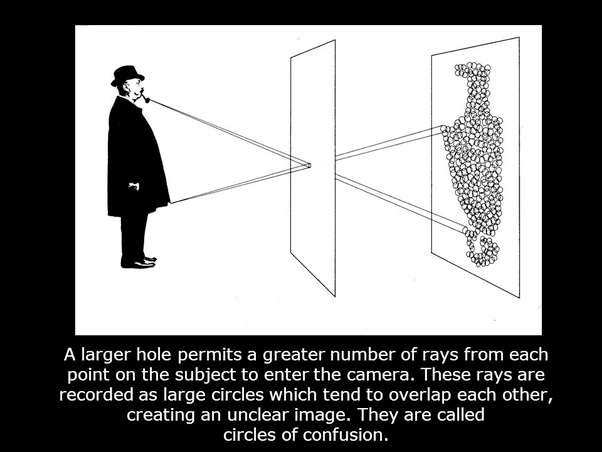 A larger hole permits a greater number of rays from each
point on the subject to enter the camera. These rays are
recorded as large circles which tend to overlap each other,
creating an unclear image. They are called
circles of confusion.